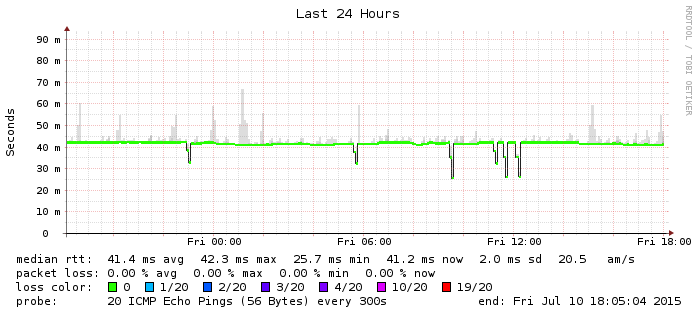 Last 24 Hours
RRDTOOL / TOBI OETIKER
Seconds
90 m
80 m
70 m
60 m
50 m
40 m
30 m
20 m
10 m
0
Fri 00:00 Fri 06:00 Fri 12:00 Fri 18:00
median rtt: 41.4 ms avg 42.3 ms max 25.7 ms min 41.2 ms now 2.0 ms sd 20.5 am/s
packet loss: 0.00 % avg 0.00 % max 0.00 % min 0.00 % now
loss color: 0 1/20 2/20 3/20 4/20 10/20 19/20
probe: 20 ICMP Echo Pings (56 Bytes) every 300s end: Fri Jul 10 18:05:04 2015